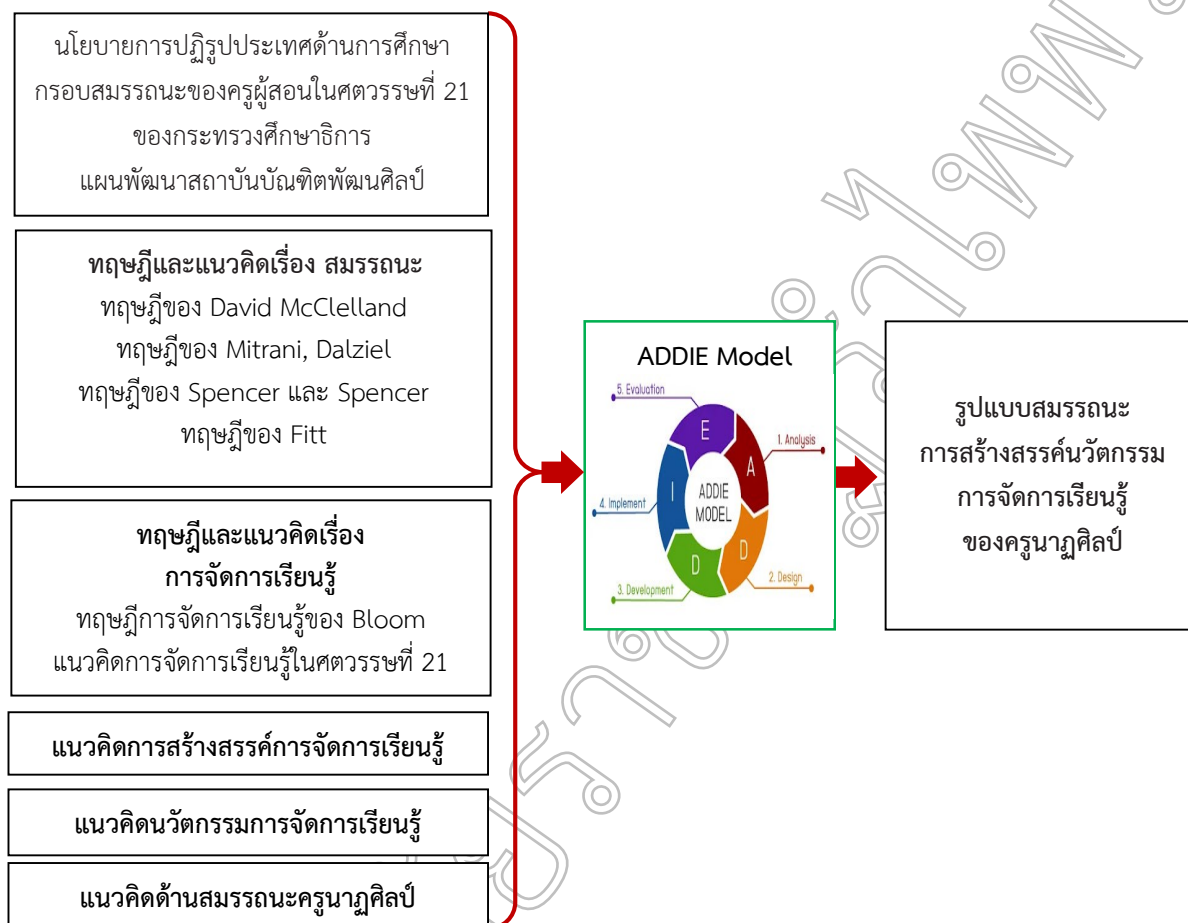 นโยบายการปฏิรูปประเทศด้านการศึกษา
กรอบสมรรถนะของครูผู้สอนในศตวรรษที่ 21
ของกระทรวงศึกษาธิการ
แผนพัฒนาสถาบันบัณฑิตพัฒนศิลป์
ทฤษฎีและแนวคิดเรื่อง สมรรถนะ
ทฤษฎีของ David McClelland
ทฤษฎีของ Mitrani, Dalziel
ทฤษฎีของ Spencer และ Spencer
ทฤษฎีของ Fitt
ทฤษฎีและแนวคิดเรื่อง
การจัดการเรียนรู้
ทฤษฎีการจัดการเรียนรู้ของ Bloom
แนวคิดการจัดการเรียนรู้ในศตวรรษที่ 21
แนวคิดการสร้างสรรค์การจัดการเรียนรู้
แนวคิดนวัตกรรมการจัดการเรียนรู้
แนวคิดด้านสมรรถนะครูนาฏศิลป์
ADDIE Model
5. Evaluation
1. Analysis
4. Implement
3. Development
2. Design
E
A
I
D
D
ADDIE
MODEL
รูปแบบสมรรถนะ
การสร้างสรรค์นวัตกรรม
การจัดการเรียนรู้
ของครูนาฏศิลป์